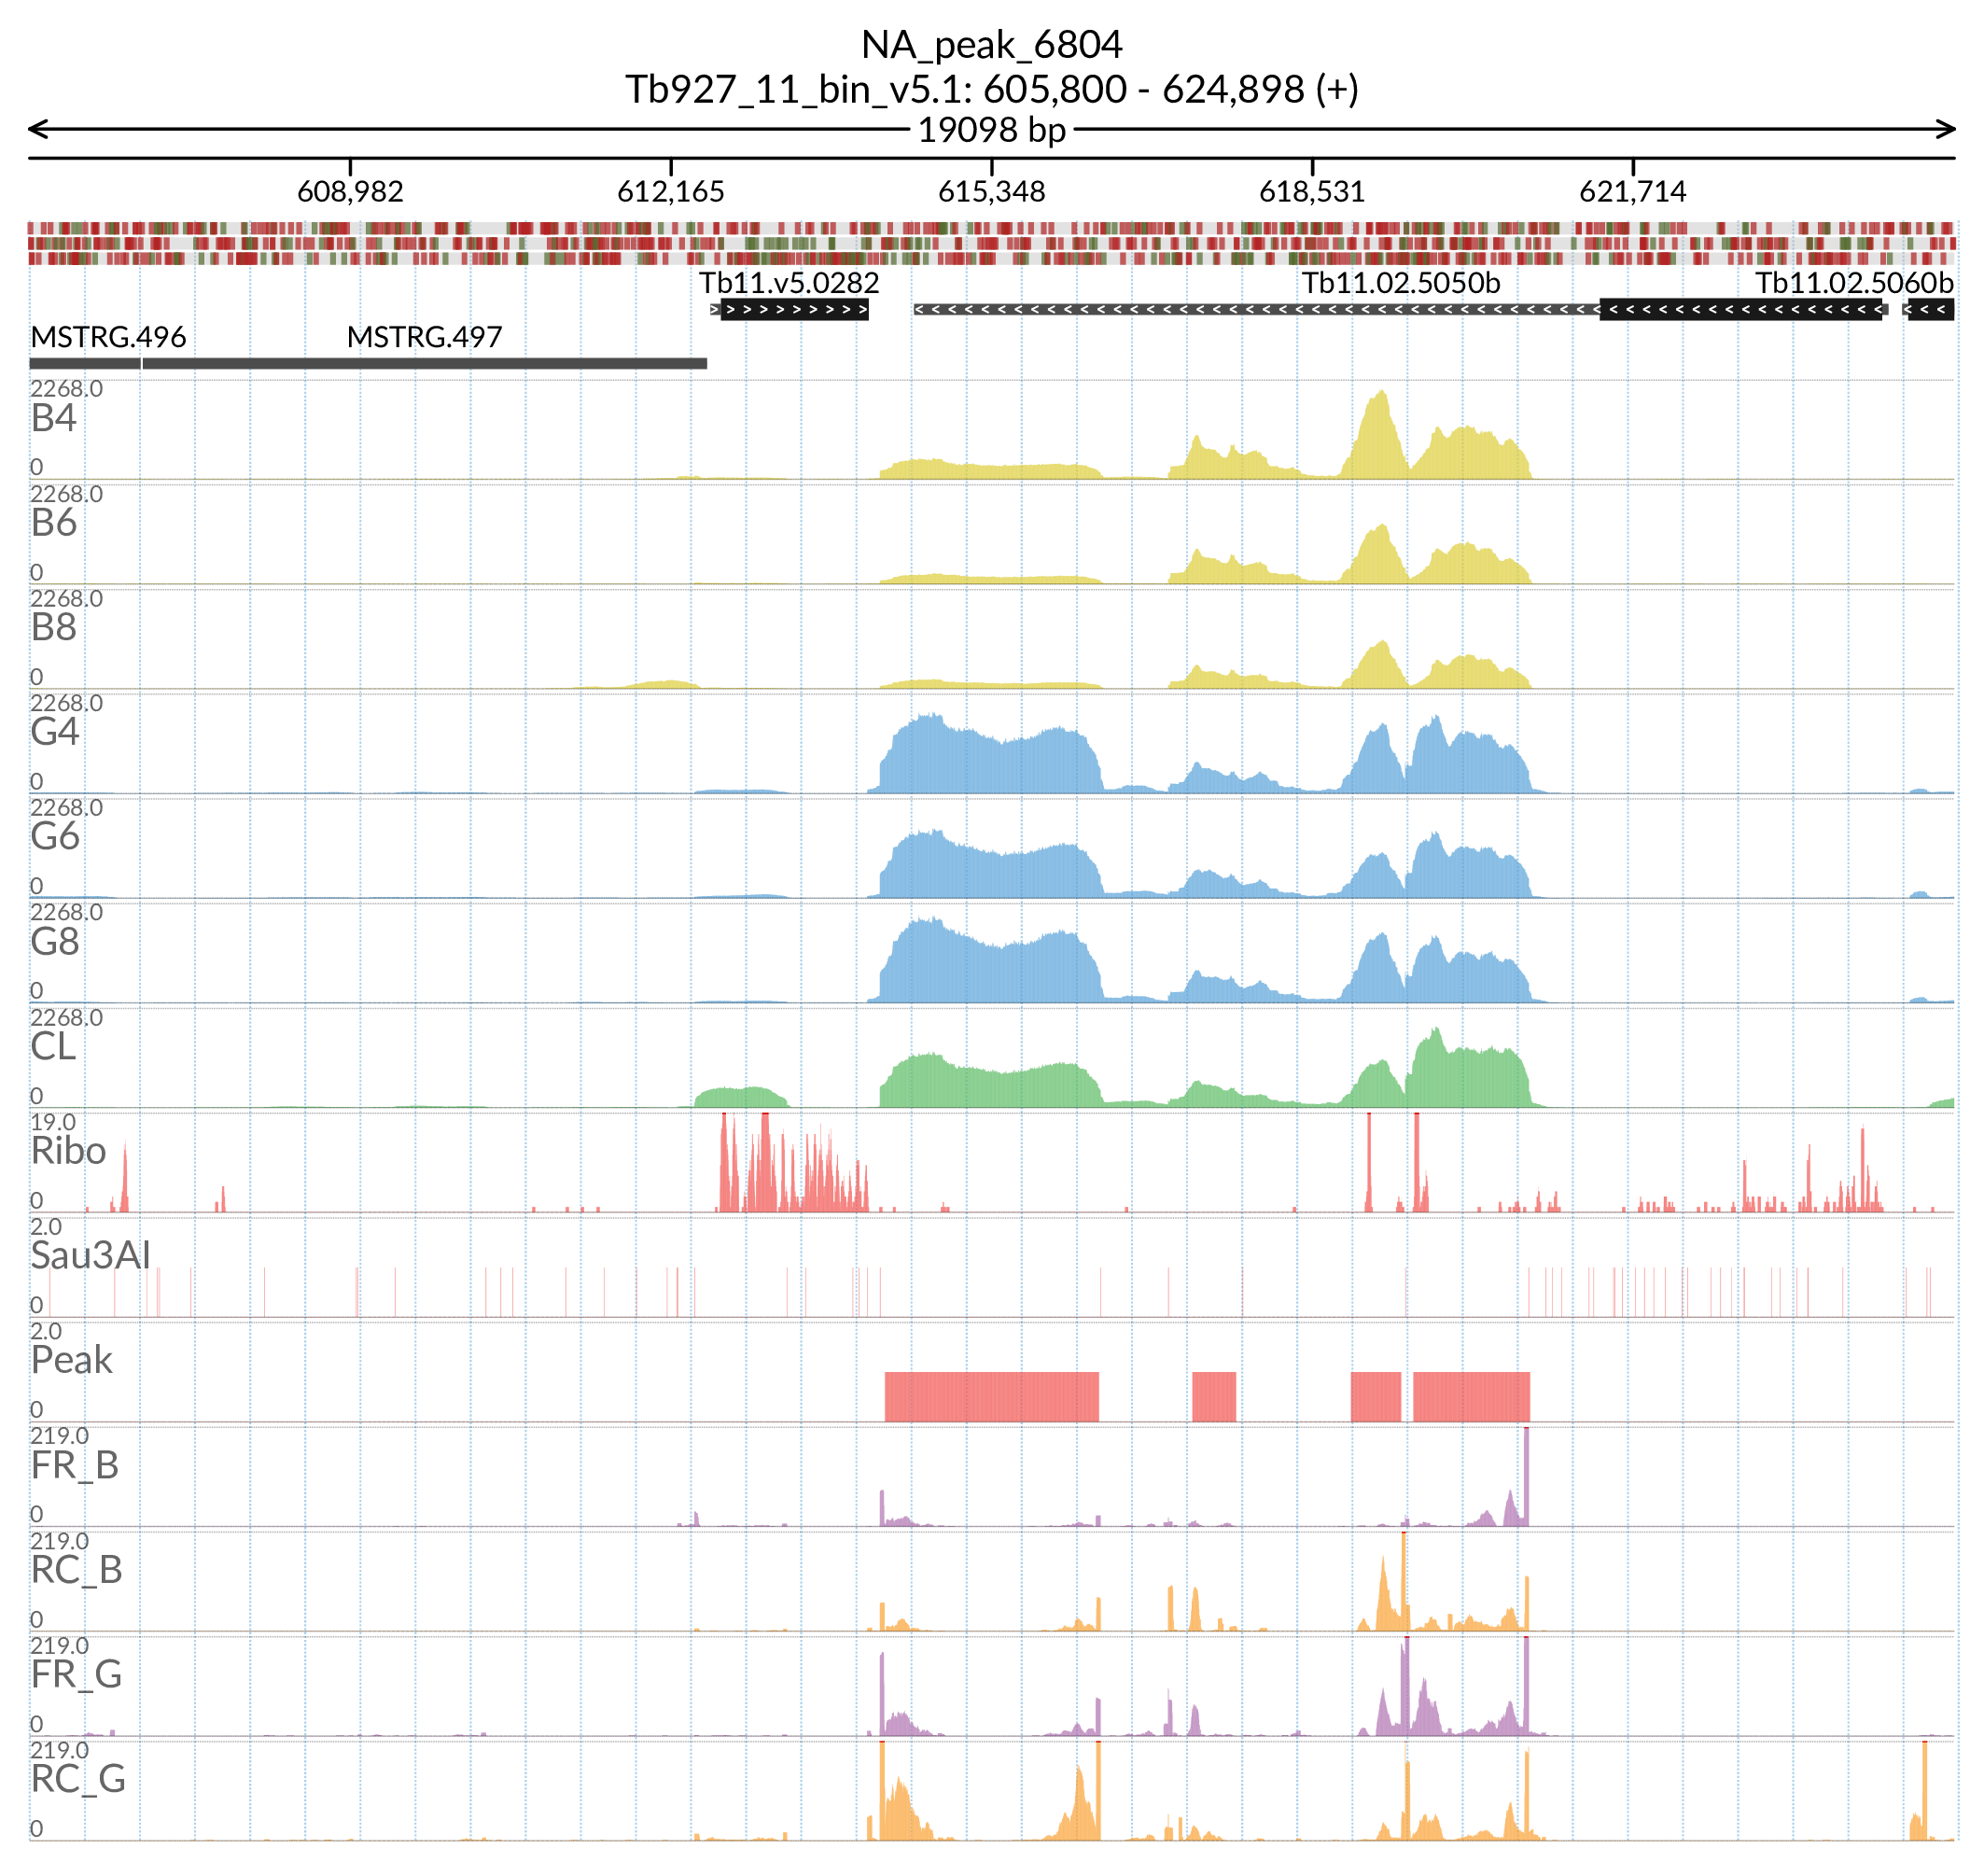 NA_peak_6804
Tb927_11_bin_v5.1: 605,800 - 624,898 (+)
19098 bp
608,982 612,165 615,348 618,531 621,714
Tb11.v5.0282 Tb11.02.5050b Tb11.02.5060b
MSTRG.496 MSTRG.497
2268.0
B4
0
2268.0
B6
0
2268.0
B8
0
2268.0
G4
0
2268.0
G6
0
2268.0
G8
0
2268.0
CL
0
19.0
Ribo
0
2.0
Sau3AI
0
2.0
Peak
0
219.0
FR_B
0
219.0
RC_B
0
219.0
FR_G
0
219.0
RC_G
0